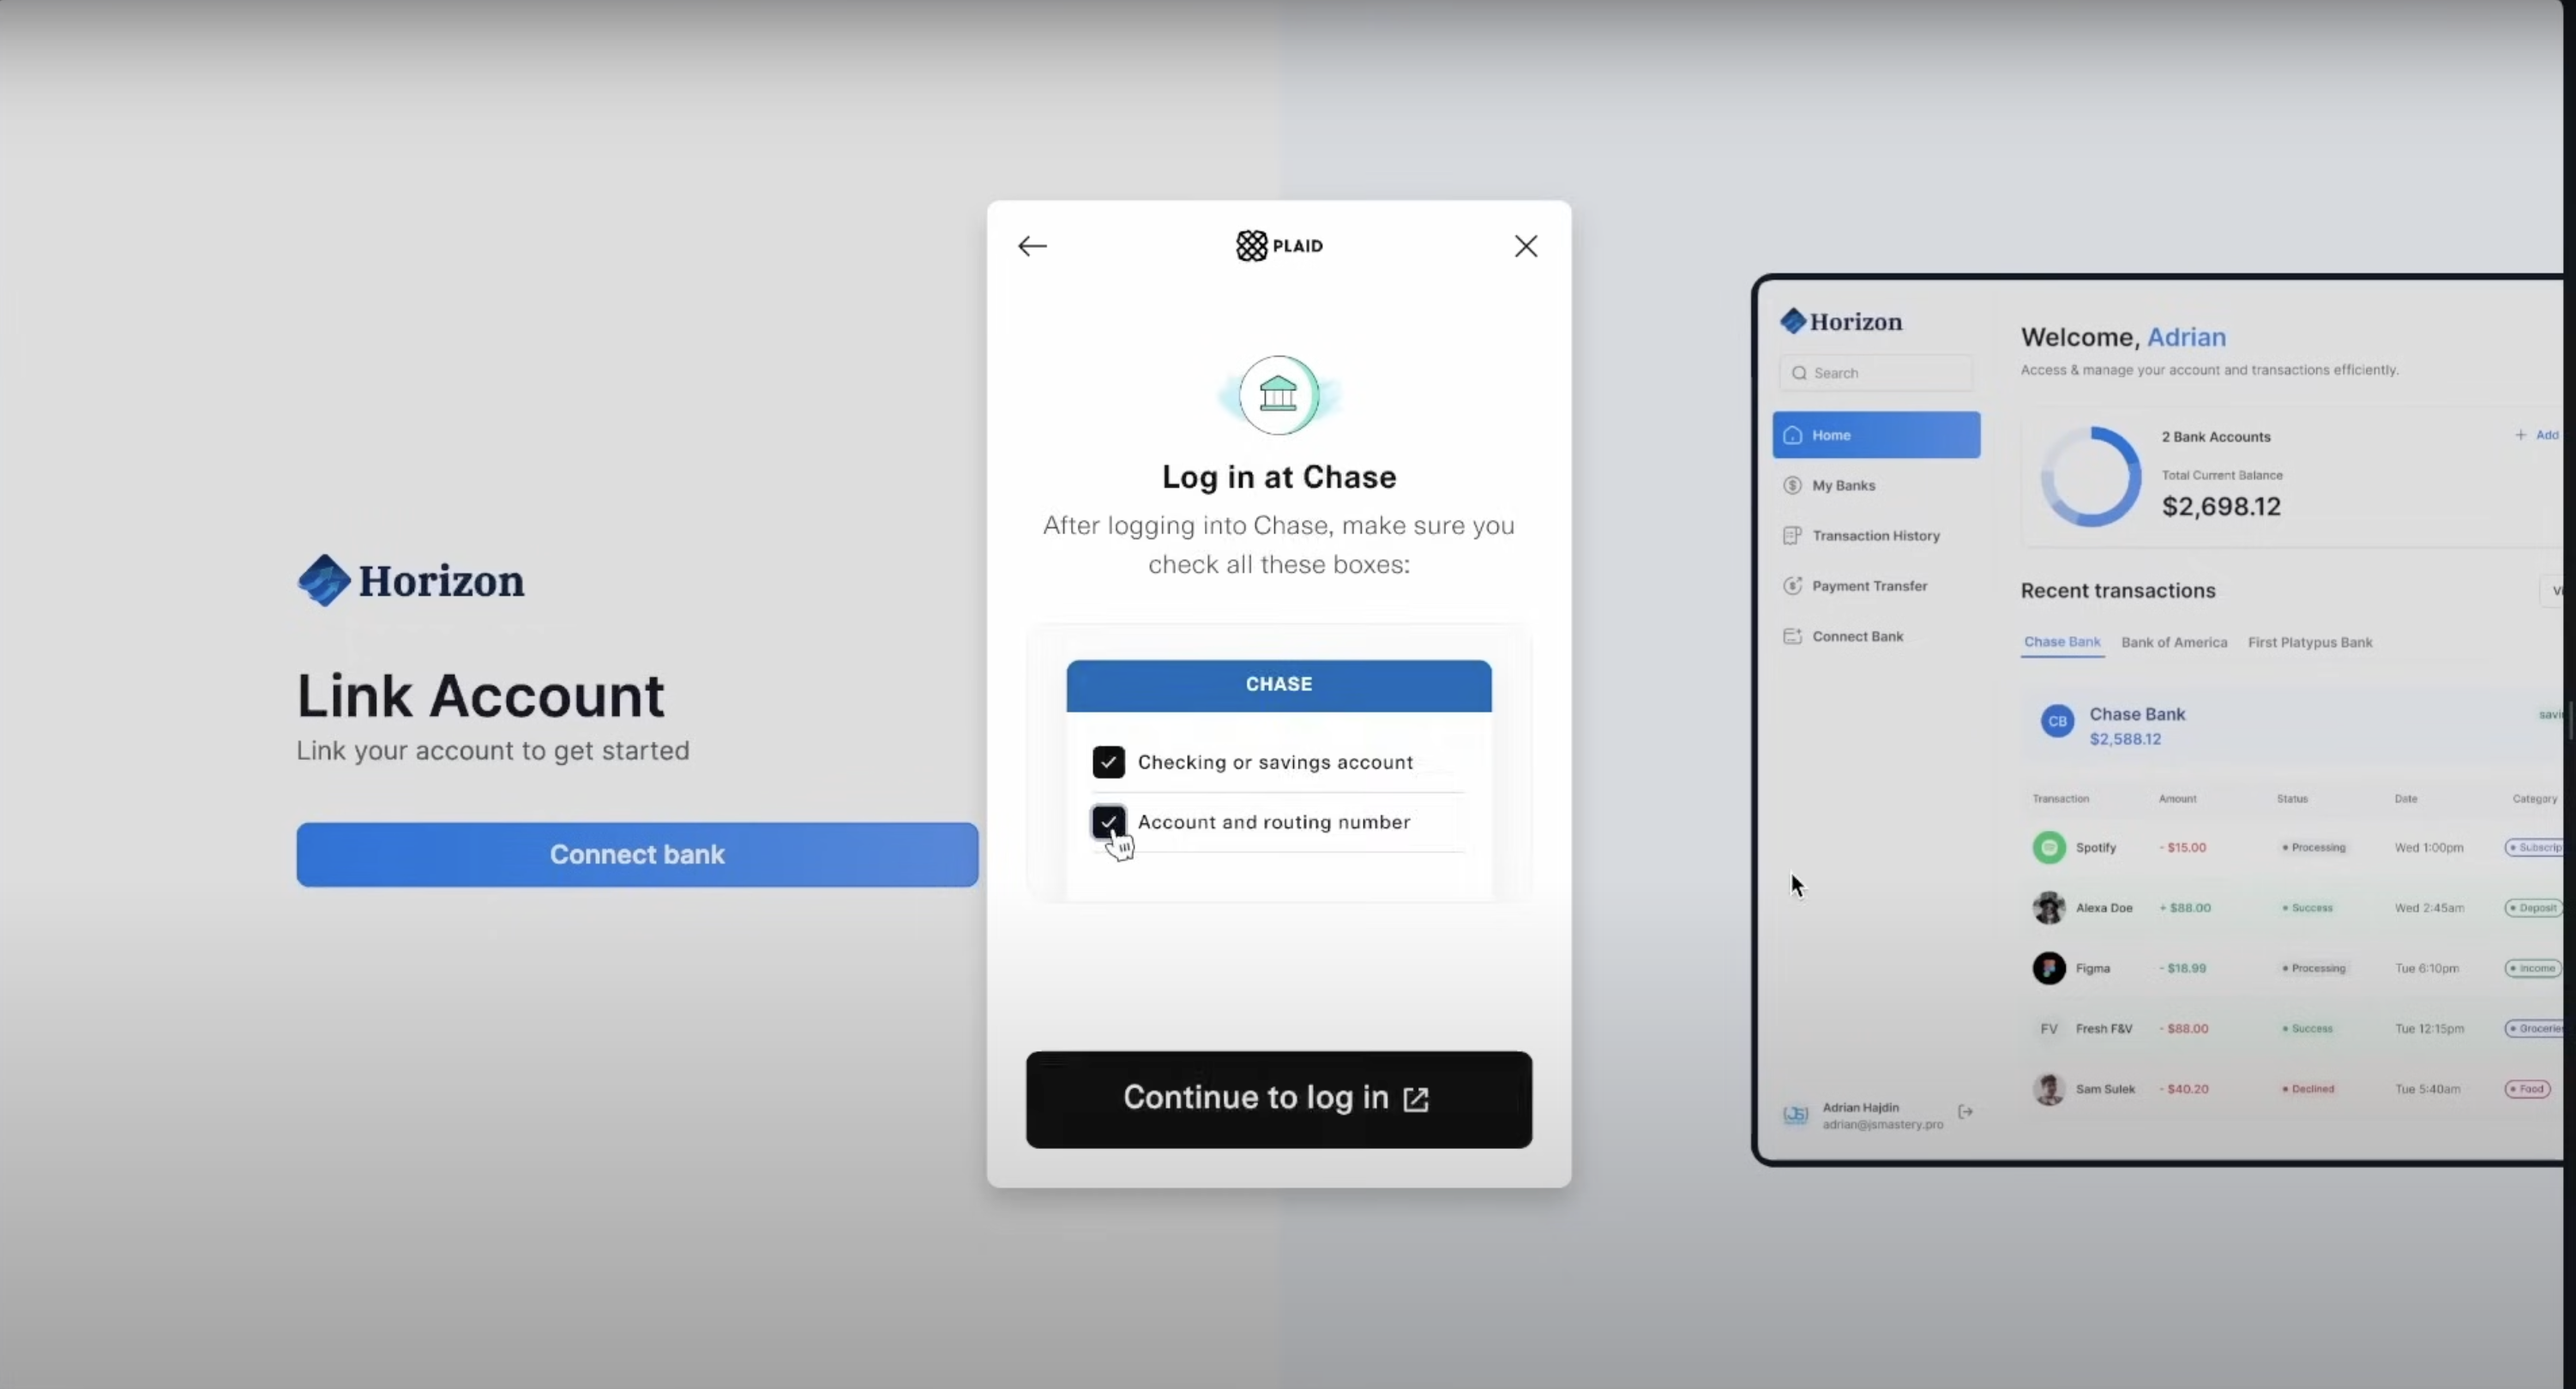 Horizon
Link Account
Link your account to get started
Connect bank
PLAID
Log in at Chase
After logging into Chase, make sure you
check all these boxes:
CHASE
Checking or savings account
Account and routing number
Continue to log in
Horizon
Search
Home
My Banks
Transaction History
Payment Transfer
Connect Bank
Adrian Hajdin
adrian@jsmastery.pro
Welcome, Adrian
Access & manage your account and transactions efficiently.
2 Bank Accounts
+ Add
Total Current Balance
$2,698.12
Recent transactions
Chase Bank Bank of America First Platypus Bank
CB Chase Bank
$2,588.12
Transaction Amount Status Date Category
Spotify - $15.00 Processing Wed 1:00pm Subscrip
Alexa Doe + $88.00 Success Wed 2:45am Deposit
Figma - $18.99 Processing Tue 6:10pm Income
FV Fresh F&V - $88.00 Success Tue 12:15pm Grocerie
Sam Sulek - $40.20 Declined Tue 5:40am Food